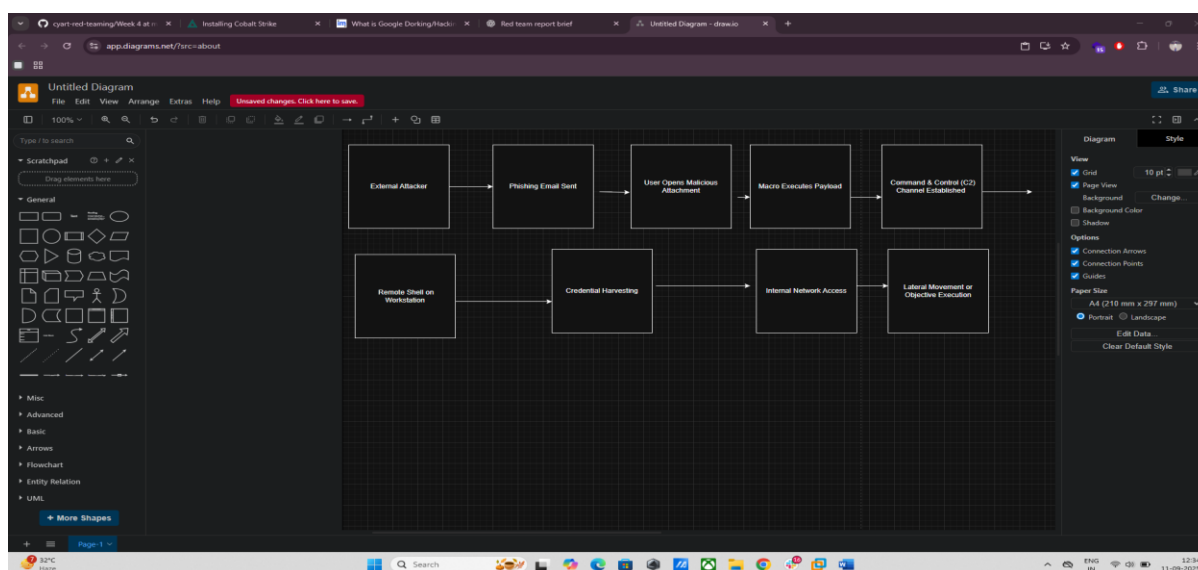 cyart-red-teaming/Week 4 at m
Installing Cobalt Strike
What is Google Dorking/Hackin
Red team report brief
Untitled Diagram - draw.io
app.diagrams.net/?src=about
Untitled Diagram
File Edit View Arrange Extras Help
Unsaved changes. Click here to save.
Share
100%
Type / to search
Scratchpad
Drag elements here
General
Misc
Advanced
Basic
Arrows
Flowchart
Entity Relation
UML
+ More Shapes
External Attacker
Phishing Email Sent
User Opens Malicious
Attachment
Macro Executes Payload
Command & Control (C2)
Channel Established
Remote Shell on
Workstation
Credential Harvesting
Internal Network Access
Lateral Movement or
Objective Execution
Diagram Style
View
Grid 10 pt
Page View
Background Change...
Background Color
Shadow
Options
Connection Arrows
Connection Points
Guides
Paper Size
A4 (210 mm x 297 mm)
Portrait Landscape
Edit Data...
Clear Default Style
Page-1
32°C
Haze
Search
ENG
IN
12:34
11-09-2025